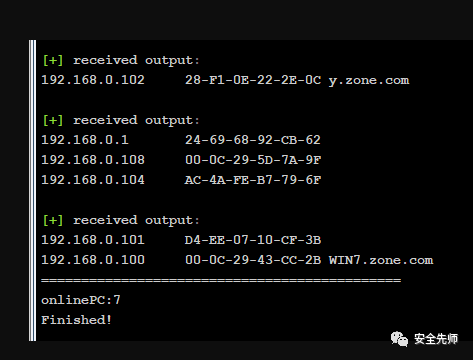 [+] received output:
192.168.0.102 28-F1-0E-22-2E-0C y.zone.com
[+] received output:
192.168.0.1 24-69-68-92-CB-62
192.168.0.108 00-0C-29-5D-7A-9F
192.168.0.104 AC-4A-FE-B7-79-6F
[+] received output:
192.168.0.101 D4-EE-07-10-CF-3B
192.168.0.100 00-0C-29-43-CC-2B WIN7.zone.com
=============================================
onlinePC:7
Finished!
安全先师